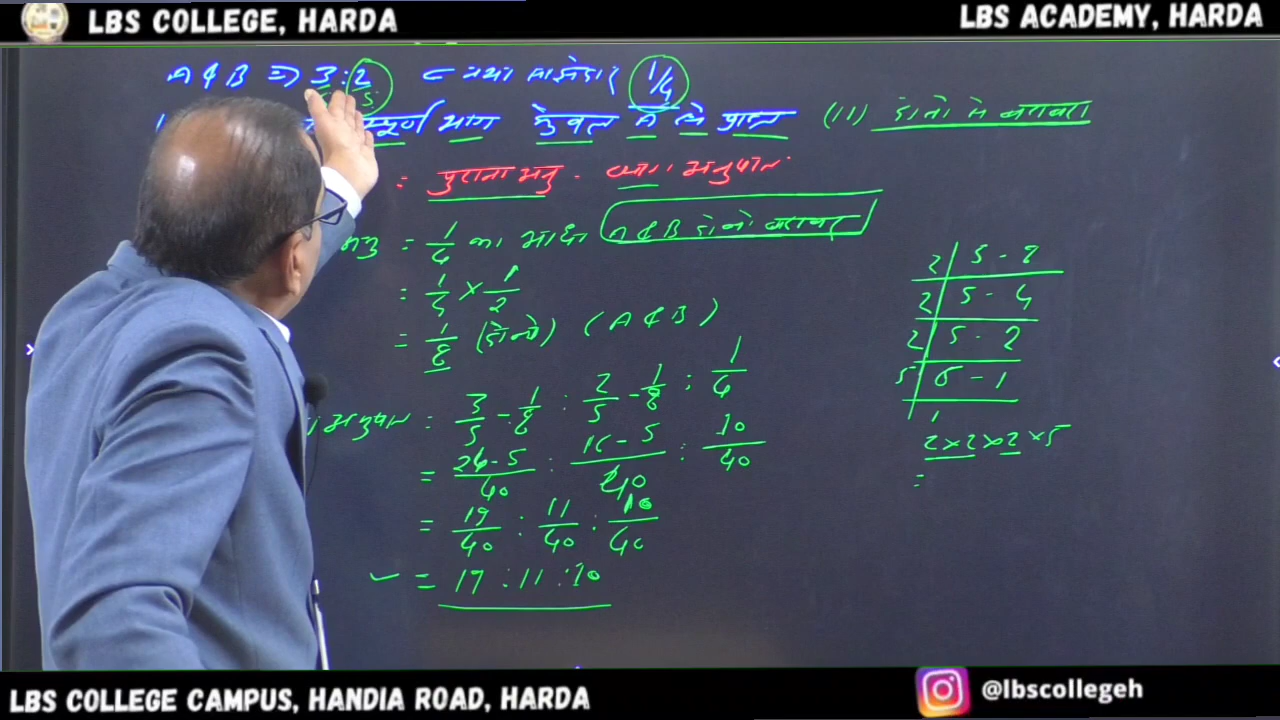 LBS COLLEGE, HARDA
LBS ACADEMY, HARDA
A & B ⇒ 3 : 2 C नया साझेदार 1/4
म्पूर्ण भाग केवल A से प्राप्त (II) दोनो से बराबर
= पुराना अनु - त्याग अनुपात
= 1/4 का आधा A & B दोनो बराबर
= 1/4 × 1/2
= 1/8 (दोनो) (A & B)
अनुपात = 3/5 - 1/8 : 2/5 - 1/8 : 1/4
= 24-5/40 : 16-5/40 : 10/40
= 19/40 : 11/40 : 10/40
= 19 : 11 : 10
2 | 5 - 8
2 | 5 - 4
2 | 5 - 2
5 | 5 - 1
1
2×2×2×5
=
LBS COLLEGE CAMPUS, HANDIA ROAD, HARDA
@lbscollegeh